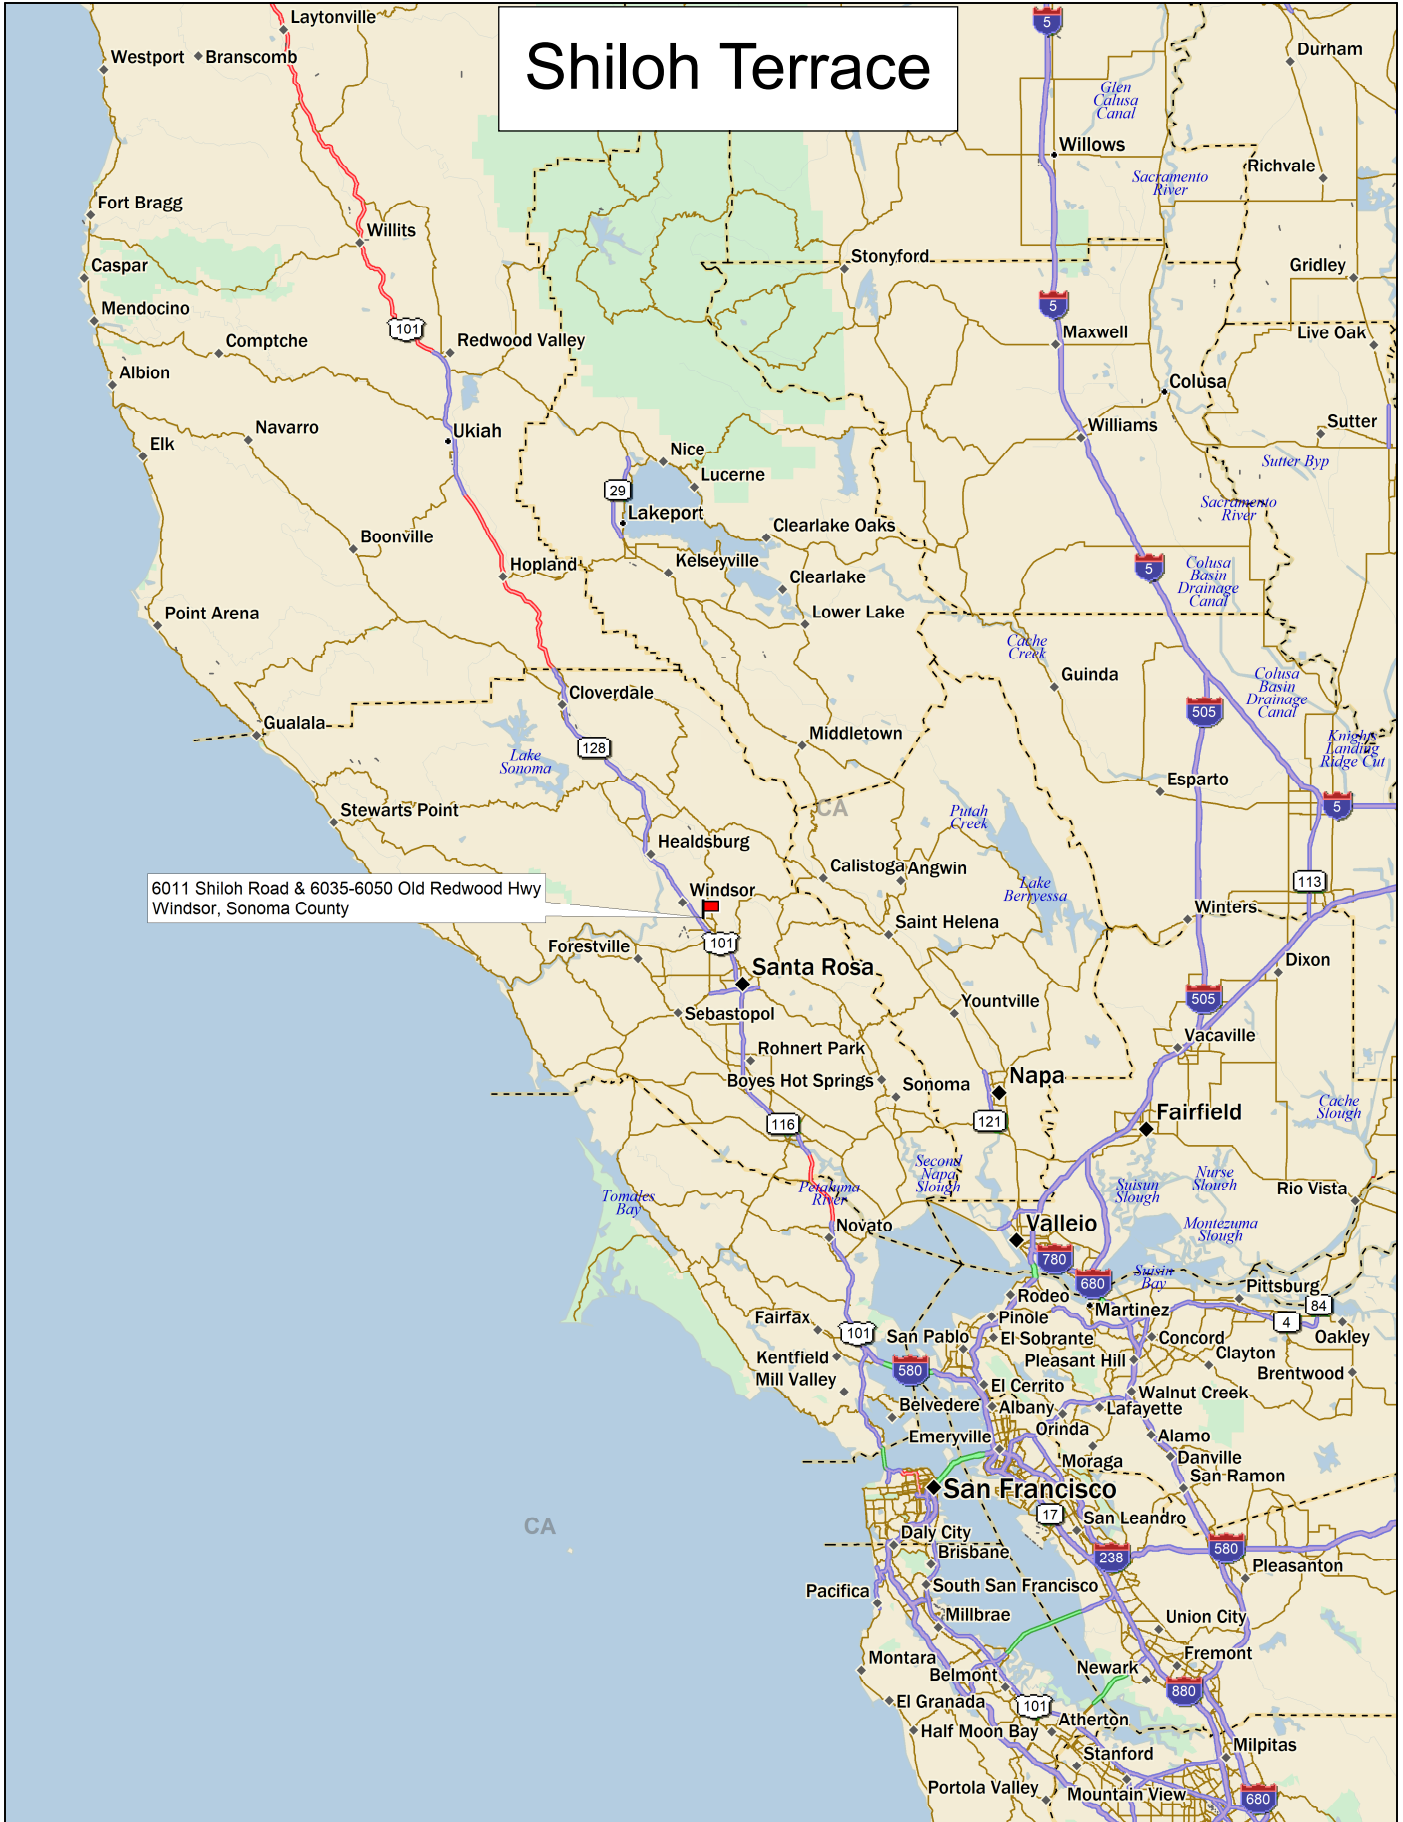 Shiloh Terrace
Laytonville
5
Durham
Westport
Branscomb
Glen
Calusa
Canal
Willows
Richvale
Sacramento
River
Fort Bragg
Willits
Stonyford
Caspar
Gridley
Mendocino
5
101
Maxwell
Live Oak
Comptche
Redwood Valley
Albion
Colusa
Navarro
Ukiah
Williams
Sutter
Elk
Nice
Sutter Byp
Lucerne
29
Sacramento
River
Lakeport
Clearlake Oaks
Boonville
Hopland
Kelseyville
Clearlake
5
Colusa
Basin
Drainage
Canal
Point Arena
Lower Lake
Cache
Creek
Guinda
Colusa
Basin
Drainage
Canal
Cloverdale
505
Gualala
Middletown
Knights
Landing
Ridge Cut
128
Lake
Sonoma
Esparto
Stewarts Point
CA
Putah
Creek
5
Healdsburg
Calistoga
Angwin
6011 Shiloh Road & 6035-6050 Old Redwood Hwy
Windsor, Sonoma County
Windsor
Lake
Berryessa
113
Winters
Saint Helena
Forestville
101
Santa Rosa
Dixon
Yountville
505
Sebastopol
Vacaville
Rohnert Park
Boyes Hot Springs
Sonoma
Napa
Cache
Slough
116
121
Fairfield
Second
Napa
Slough
Tomales
Bay
Petaluma
River
Suisun
Slough
Nurse
Slough
Rio Vista
Novato
Vallejo
Montezuma
Slough
780
680
Suisin
Bay
Rodeo
Martinez
Pittsburg
84
Fairfax
101
San Pablo
Pinole
El Sobrante
4
Concord
Oakley
Kentfield
Pleasant Hill
Clayton
580
Mill Valley
Brentwood
El Cerrito
Walnut Creek
Belvedere
Albany
Lafayette
Emeryville
Orinda
Alamo
Moraga
Danville
San Ramon
San Francisco
CA
17
San Leandro
Daly City
Brisbane
238
580
Pleasanton
Pacifica
South San Francisco
Millbrae
Union City
Montara
Belmont
Newark
Fremont
880
El Granada
101
Half Moon Bay
Atherton
Stanford
Milpitas
Portola Valley
Mountain View
680